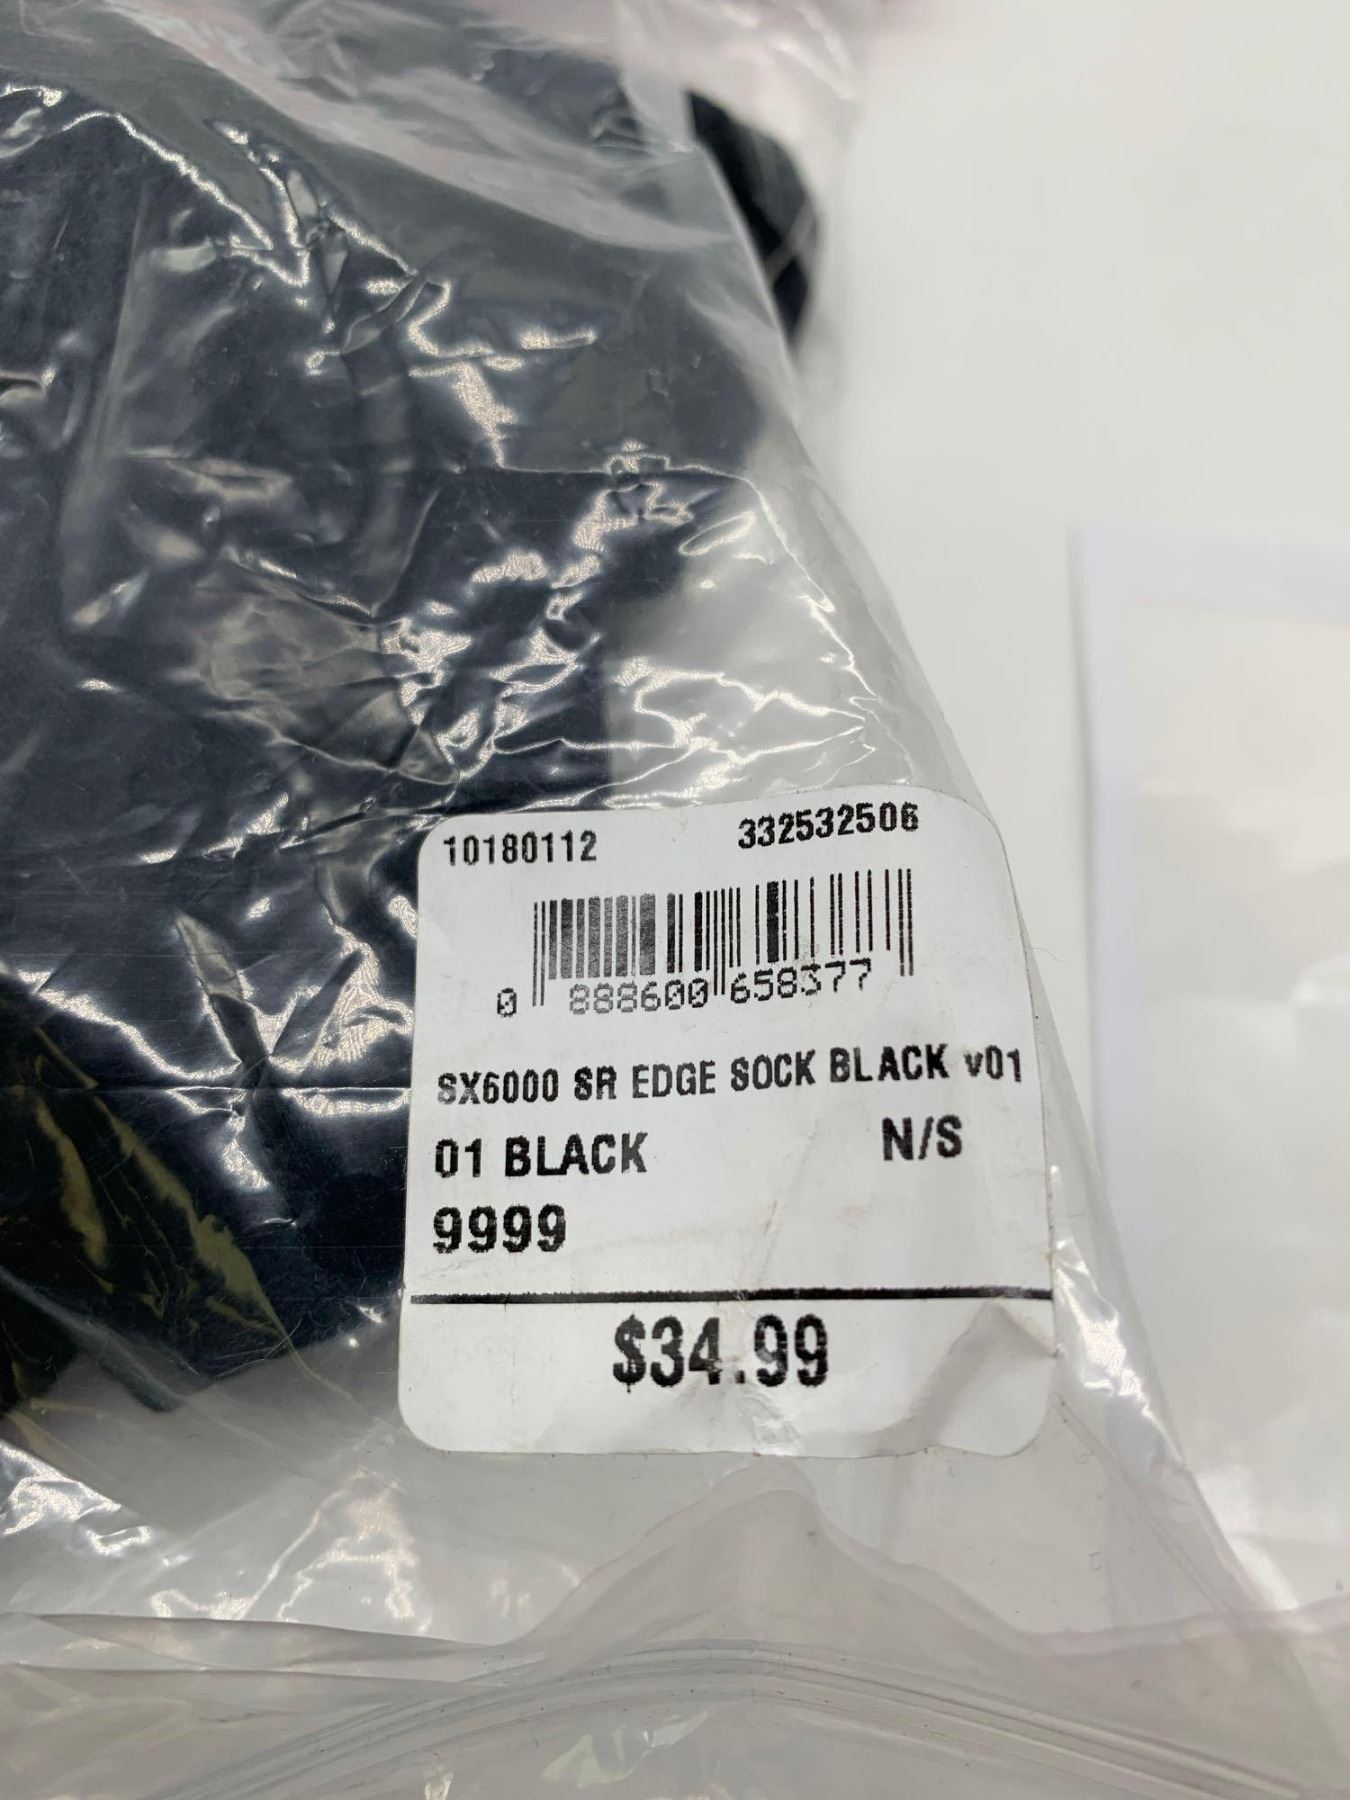 10180112 332532506
0 888600 658377
SX6000 SR EDGE SOCK BLACK v01
01 BLACK N/S
9999
$34.99